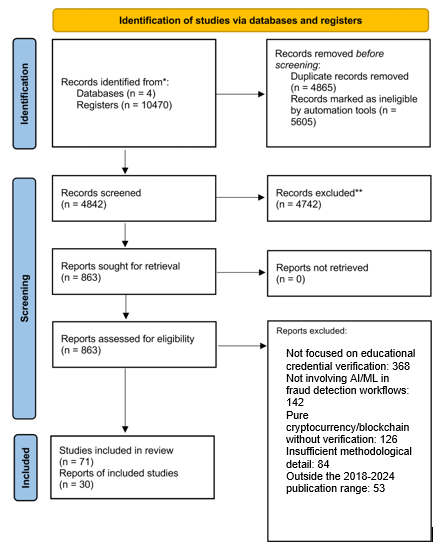 Identification of studies via databases and registers
Identification
Records identified from*:
Databases (n = 4)
Registers (n = 10470)
Records removed before
screening:
Duplicate records removed
(n = 4865)
Records marked as ineligible
by automation tools (n =
5605)
Screening
Records screened
(n = 4842)
Records excluded**
(n = 4742)
Reports sought for retrieval
(n = 863)
Reports not retrieved
(n = 0)
Reports assessed for eligibility
(n = 863)
Reports excluded:
Not focused on educational
credential verification: 368
Not involving AI/ML in
fraud detection workflows:
142
Pure
cryptocurrency/blockchain
without verification: 126
Insufficient methodological
detail: 84
Outside the 2018-2024
publication range: 53
Included
Studies included in review
(n = 71)
Reports of included studies
(n = 30)